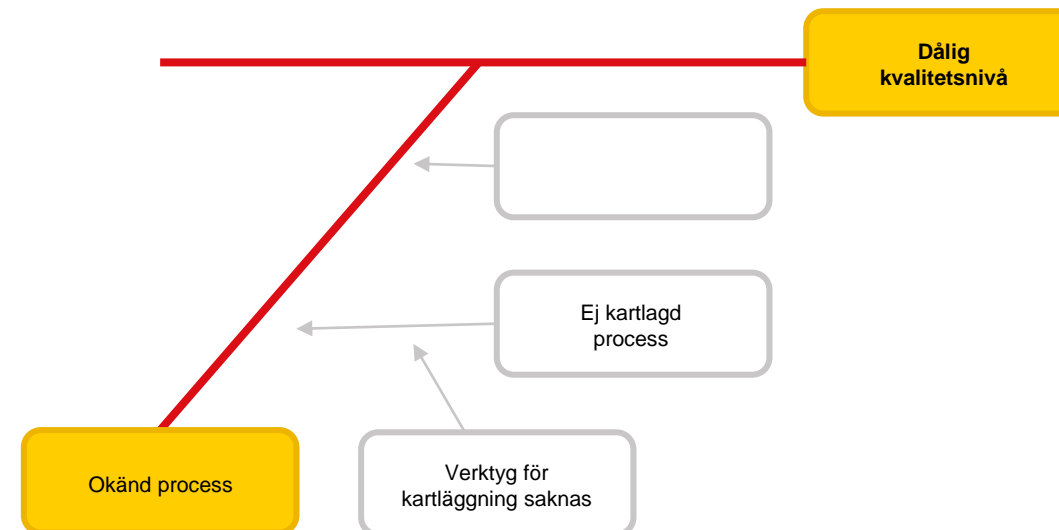 Dålig
kvalitetsnivå
Ej kartlagd
process
Okänd process
Verktyg för
kartläggning saknas